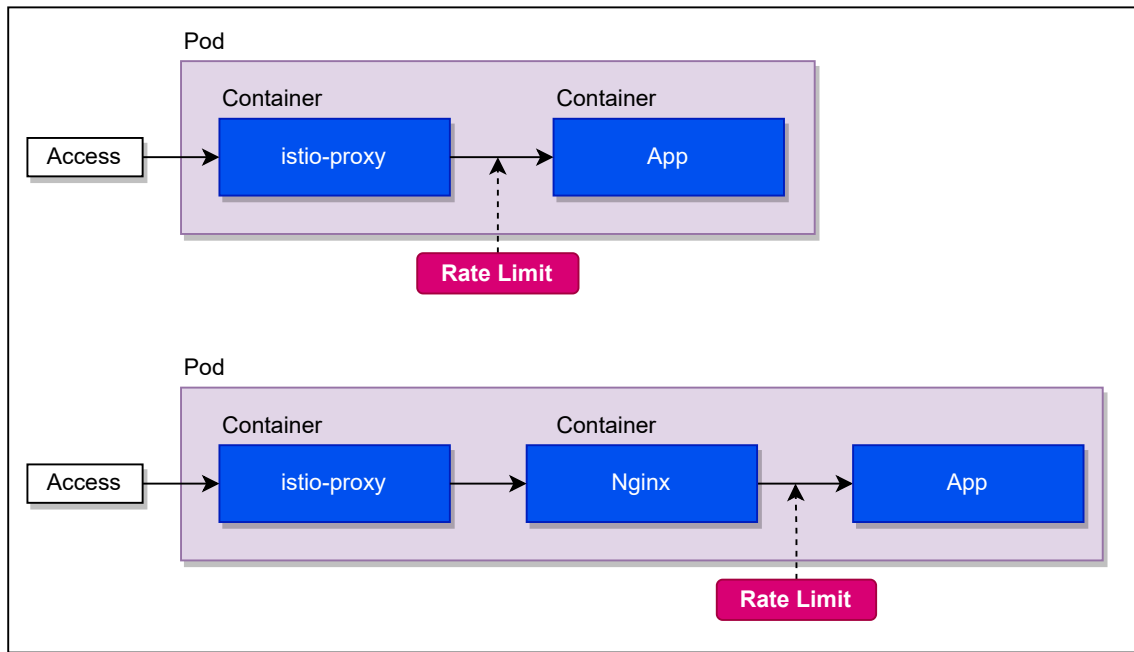 Pod
Container
Container
Access
istio-proxy
App
Rate Limit
Pod
Container
Container
Access
istio-proxy
Nginx
App
Rate Limit